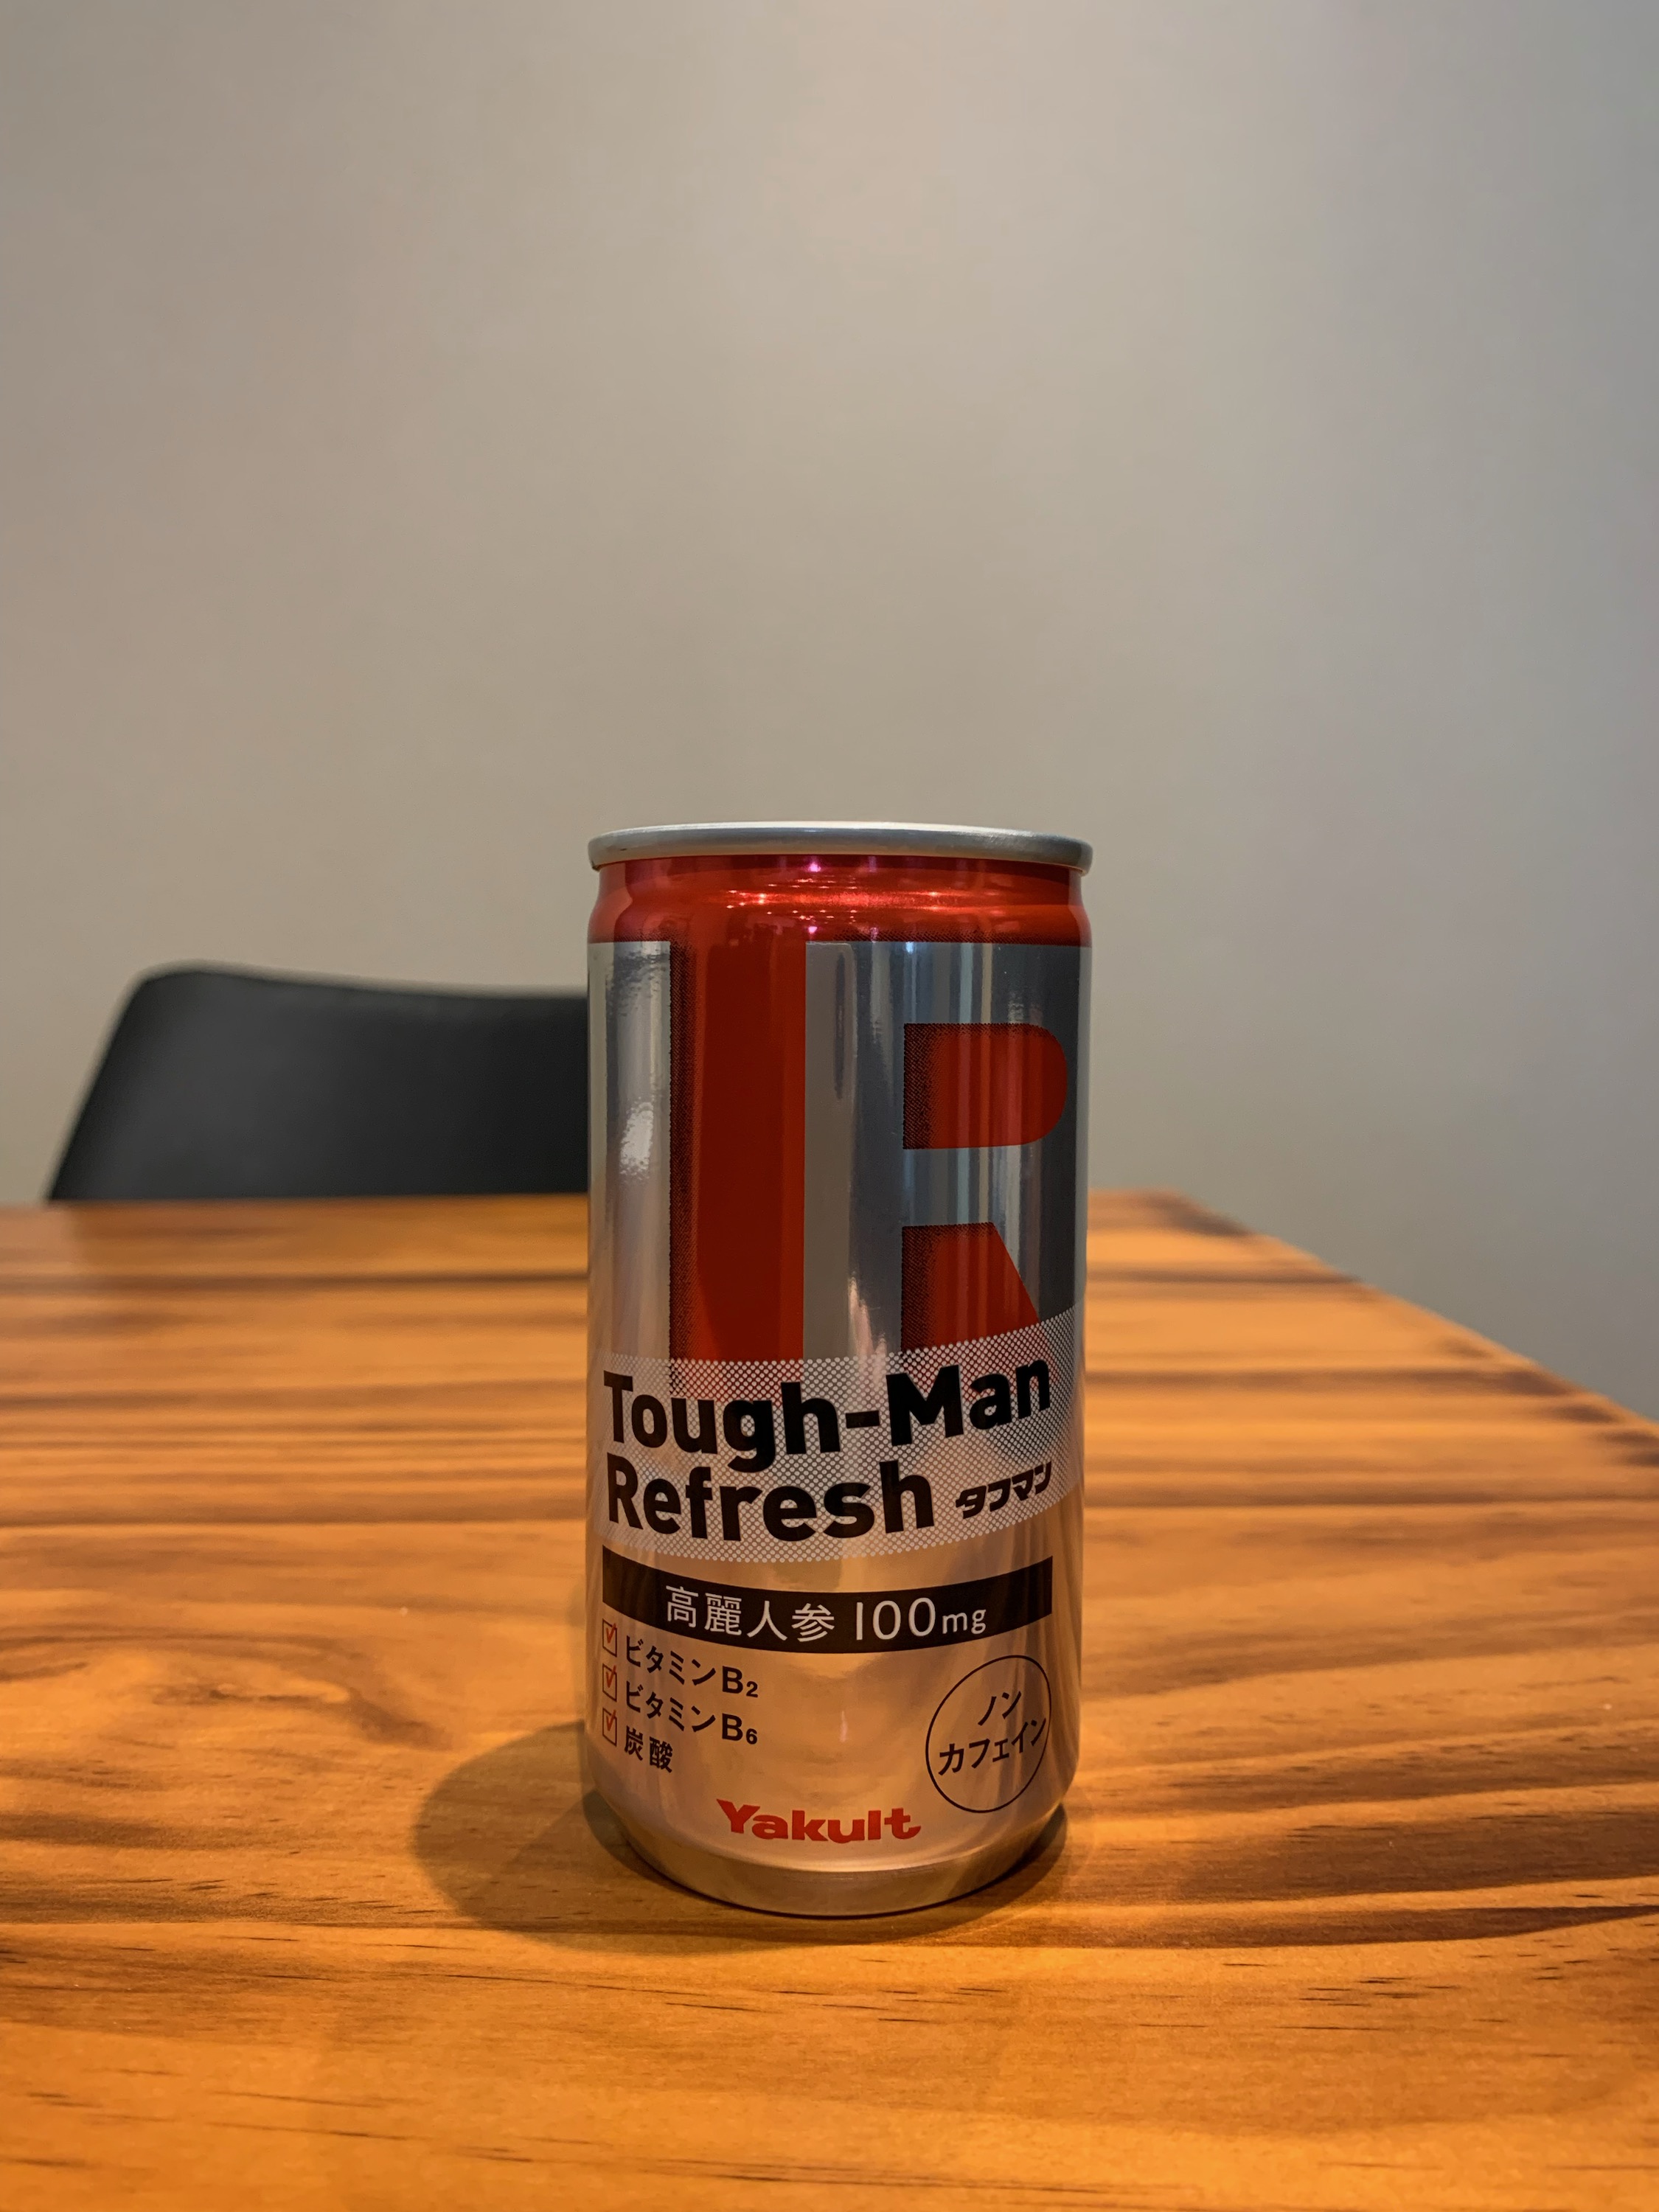 Tough-Man
Refresh タフマン
高麗人参 100mg
ビタミンB2
ビタミンB6
炭酸
ノン
カフェイン
Yakult